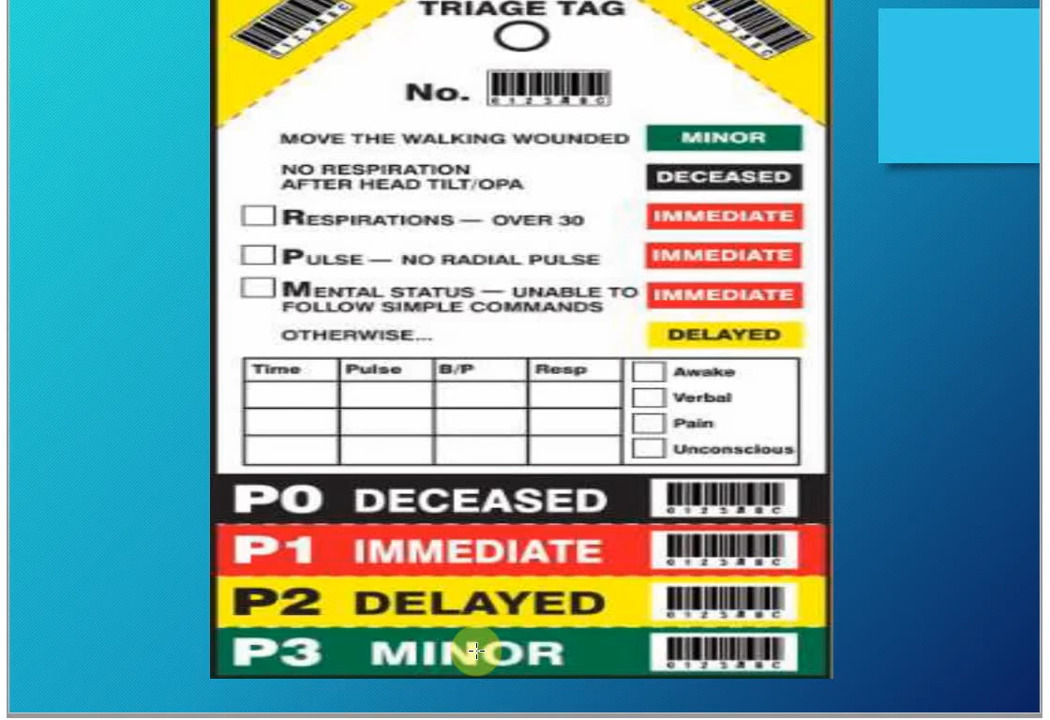 TRIAGE TAG
No.
MOVE THE WALKING WOUNDED MINOR
NO RESPIRATION
AFTER HEAD TILT/OPA DECEASED
RESPIRATIONS — OVER 30 IMMEDIATE
PULSE — NO RADIAL PULSE IMMEDIATE
MENTAL STATUS — UNABLE TO
FOLLOW SIMPLE COMMANDS IMMEDIATE
OTHERWISE... DELAYED
Time Pulse B/P Resp Awake
Verbal
Pain
Unconscious
P0 DECEASED
P1 IMMEDIATE
P2 DELAYED
P3 MINOR